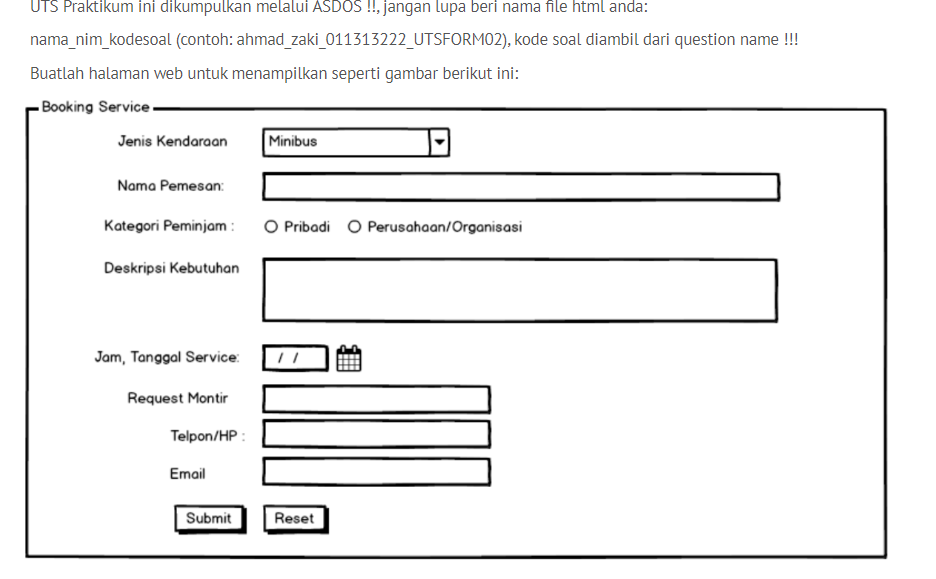 UTS Praktikum ini dikumpulkan melalui ASDOS !!, jangan lupa beri nama file html anda:
nama_nim_kodesoal (contoh: ahmad_zaki_011313222_UTSFORM02), kode soal diambil dari question name !!!
Buatlah halaman web untuk menampilkan seperti gambar berikut ini:
Booking Service
Jenis Kendaraan Minibus
Nama Pemesan:
Kategori Peminjam : Pribadi Perusahaan/Organisasi
Deskripsi Kebutuhan
Jam, Tanggal Service: / /
Request Montir
Telpon/HP :
Email
Submit Reset